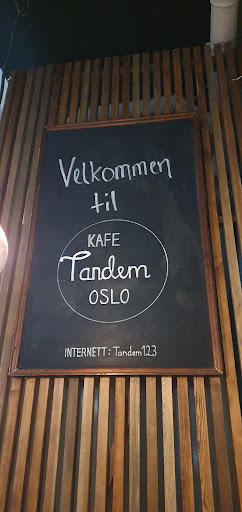 Velkommen
til
KAFE
Tandem
OSLO
INTERNETT: Tandem123